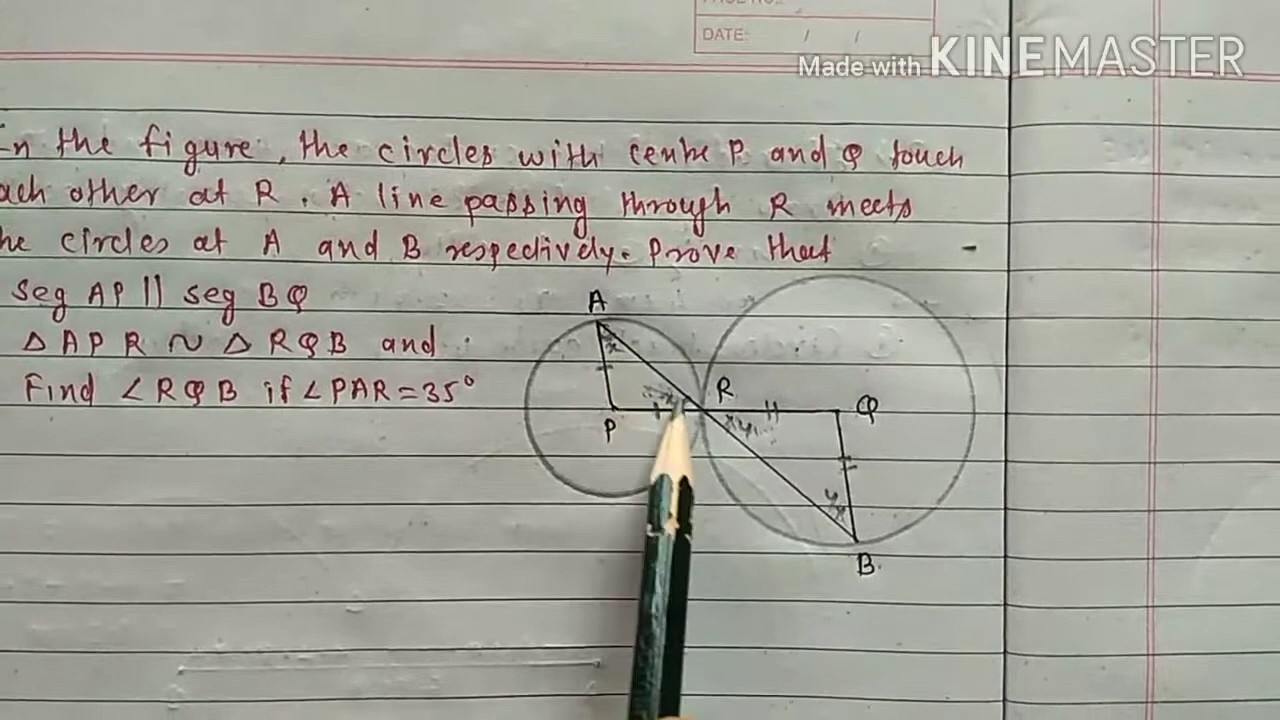 DATE: / /
Made with KINEMASTER
In the figure, the circles with centre P and Q touch
ach other at R. A line passing through R meets
he circles at A and B respectively. Prove that
seg AP || seg BQ
Δ APR ~ Δ RQB and
Find ∠RQB if ∠PAR = 35°
A
x
R
P
Q
x y
y x
B